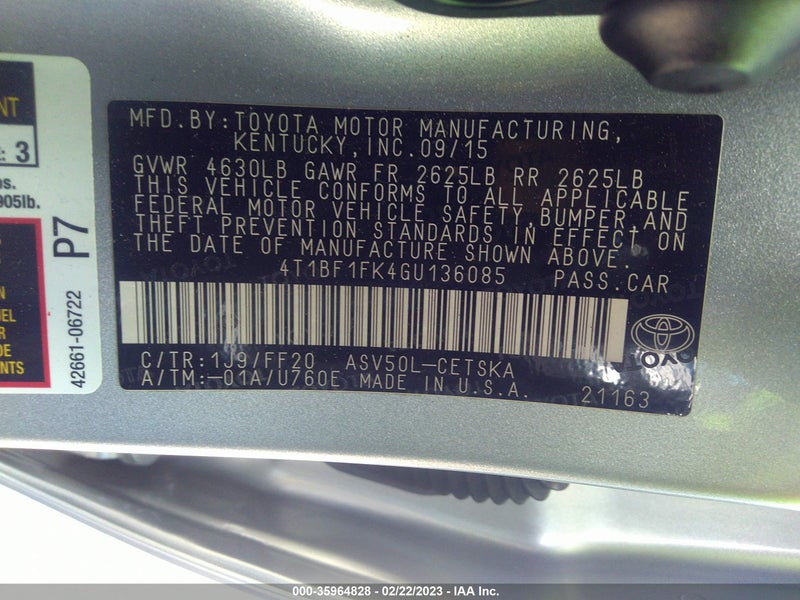 MFD.BY:TOYOTA MOTOR MANUFACTURING,
KENTUCKY,INC.09/15
GVWR 4630LB GAWR FR 2625LB RR 2625LB
THIS VEHICLE CONFORMS TO ALL APPLICABLE
FEDERAL MOTOR VEHICLE SAFETY,BUMPER,AND
THEFT PREVENTION STANDARDS IN EFFECT ON
THE DATE OF MANUFACTURE SHOWN ABOVE.
4T1BF1FK4GU136085 PASS.CAR
C/TR:1J9/FF20 ASV50L-CETSKA
A/TM:-01A/U760E MADE IN U.S.A. 21163
TOYOTA
3
905lb.
P7
42661-06722
000-35964828 - 02/22/2023 - IAA Inc.